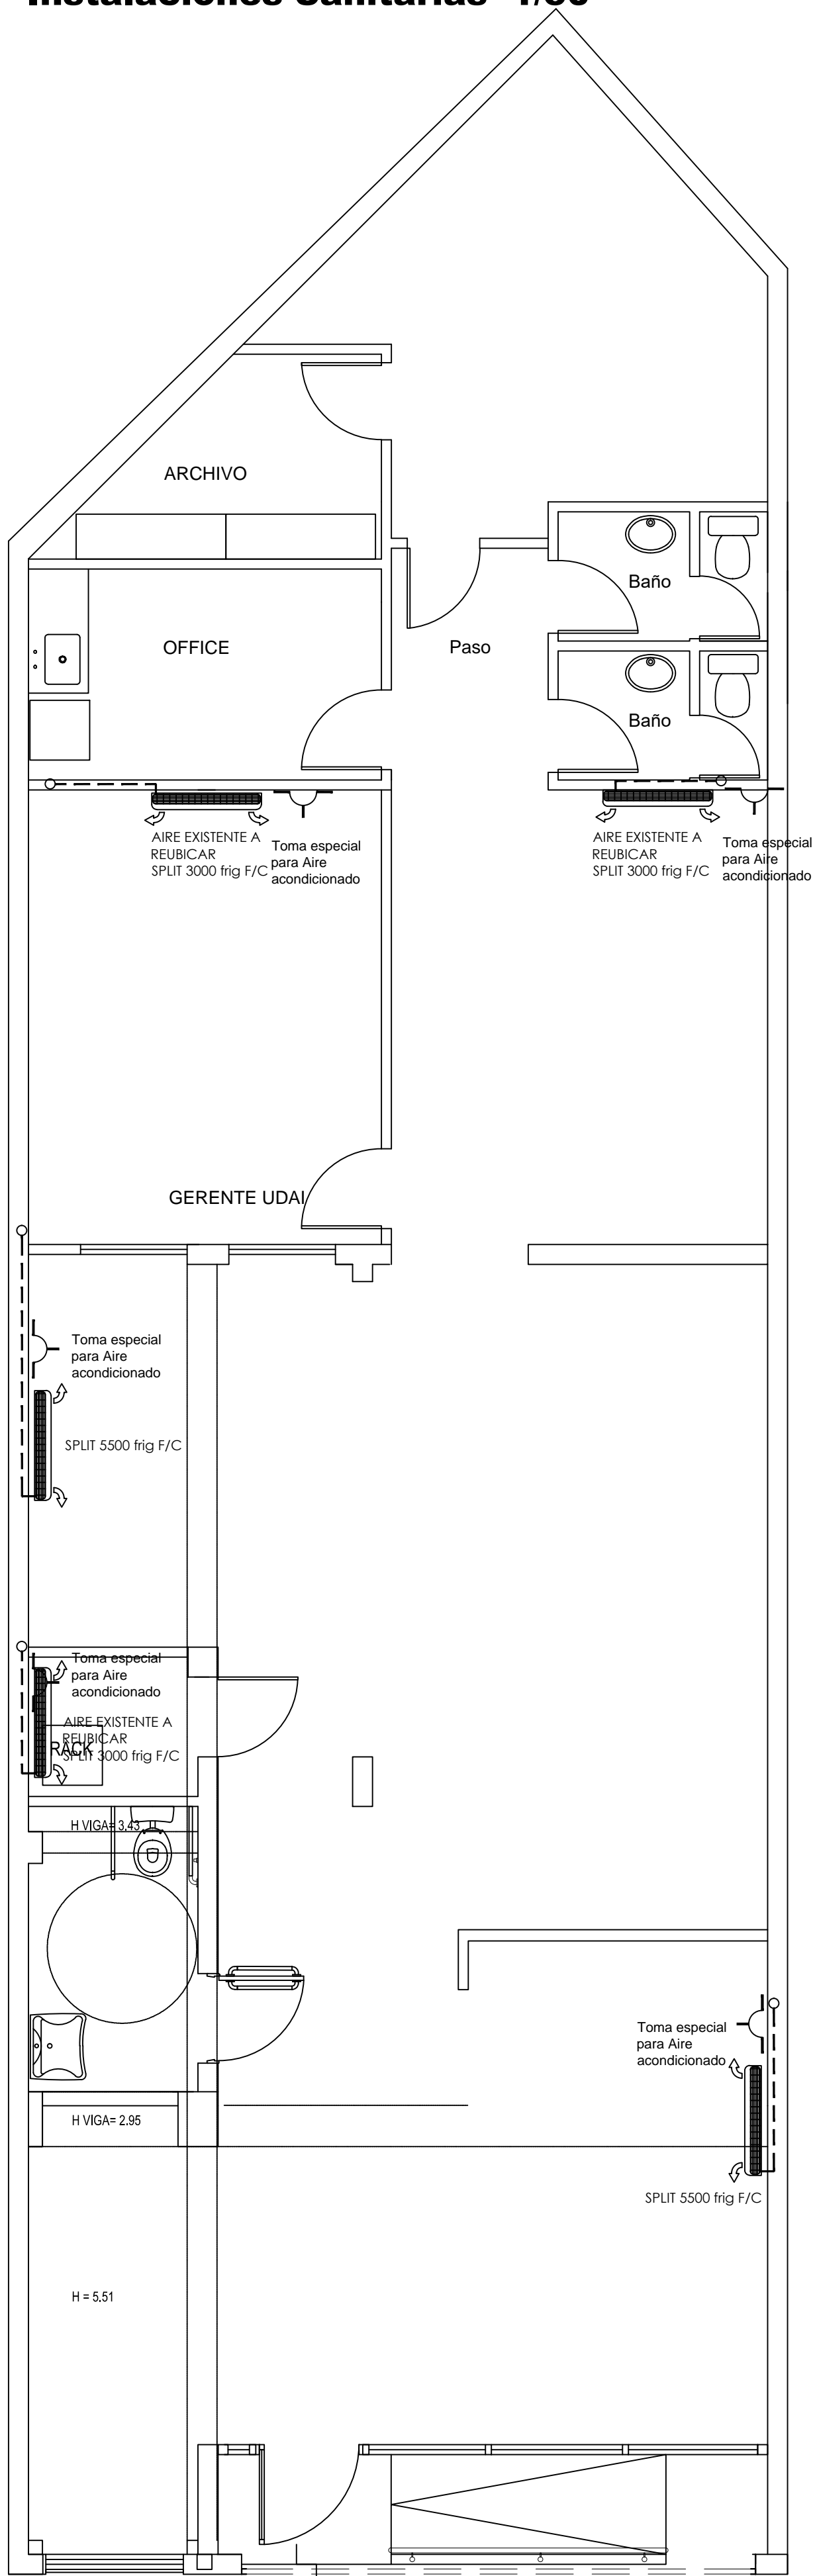 Instalaciones Sanitarias
ARCHIVO
Baño
OFFICE
Paso
Baño
AIRE EXISTENTE A
REUBICAR
SPLIT 3000 frig F/C
Toma especial
para Aire
acondicionado
AIRE EXISTENTE A
REUBICAR
SPLIT 3000 frig F/C
Toma especial
para Aire
acondicionado
GERENTE UDAI
Toma especial
para Aire
acondicionado
SPLIT 5500 frig F/C
Toma especial
para Aire
acondicionado
AIRE EXISTENTE A
REUBICAR
SPLIT 3000 frig F/C
RACK
H VIGA= 3.43
Toma especial
para Aire
acondicionado
H VIGA= 2.95
SPLIT 5500 frig F/C
H = 5.51